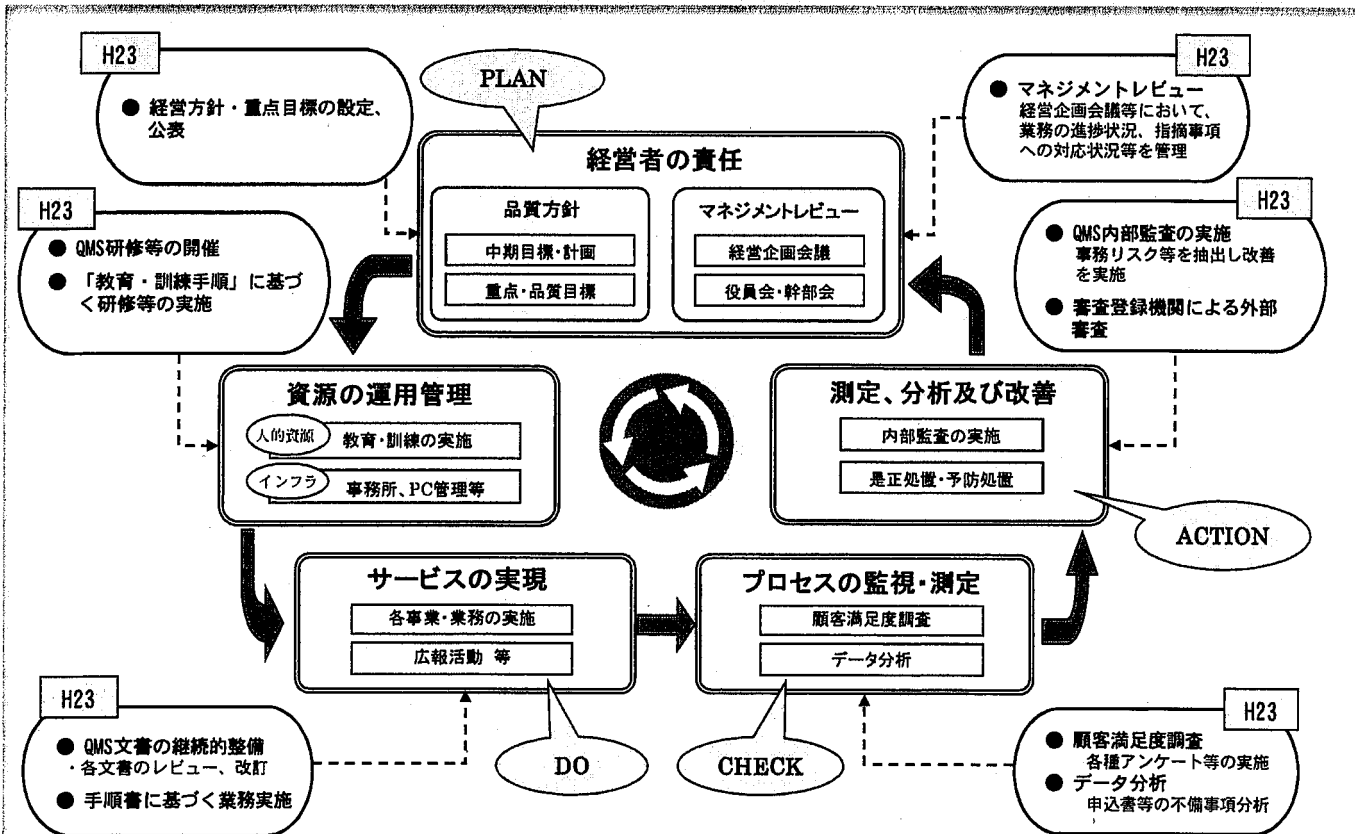 H23
● 経営方針・重点目標の設定、
公表
PLAN
H23
● マネジメントレビュー
経営企画会議等において、
業務の進捗状況、指摘事項
への対応状況等を管理
経営者の責任
品質方針
中期目標・計画
重点・品質目標
マネジメントレビュー
経営企画会議
役員会・幹部会
H23
● QMS研修等の開催
● 「教育・訓練手順」に基づ
く研修等の実施
H23
● QMS内部監査の実施
事務リスク等を抽出し改善
を実施
● 審査登録機関による外部
審査
資源の運用管理
人的資源
教育・訓練の実施
インフラ
事務所、PC管理等
測定、分析及び改善
内部監査の実施
是正処置・予防処置
ACTION
サービスの実現
各事業・業務の実施
広報活動 等
プロセスの監視・測定
顧客満足度調査
データ分析
DO
CHECK
H23
● QMS文書の継続的整備
・各文書のレビュー、改訂
● 手順書に基づく業務実施
H23
● 顧客満足度調査
各種アンケート等の実施
● データ分析
申込書等の不備事項分析